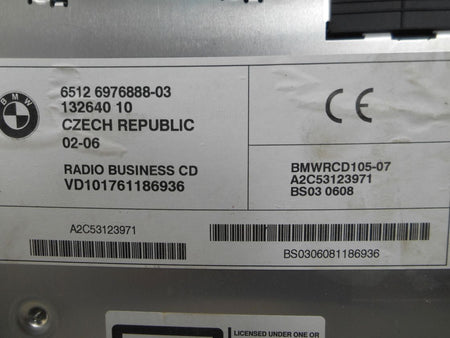 BMW
6512 6976888-03
132640 10
CZECH REPUBLIC
02-06
RADIO BUSINESS CD
VD101761186936
CE
BMWRCD105-07
A2C53123971
BS03 0608
A2C53123971
BS0306081186936
LICENSED UNDER ONE OR